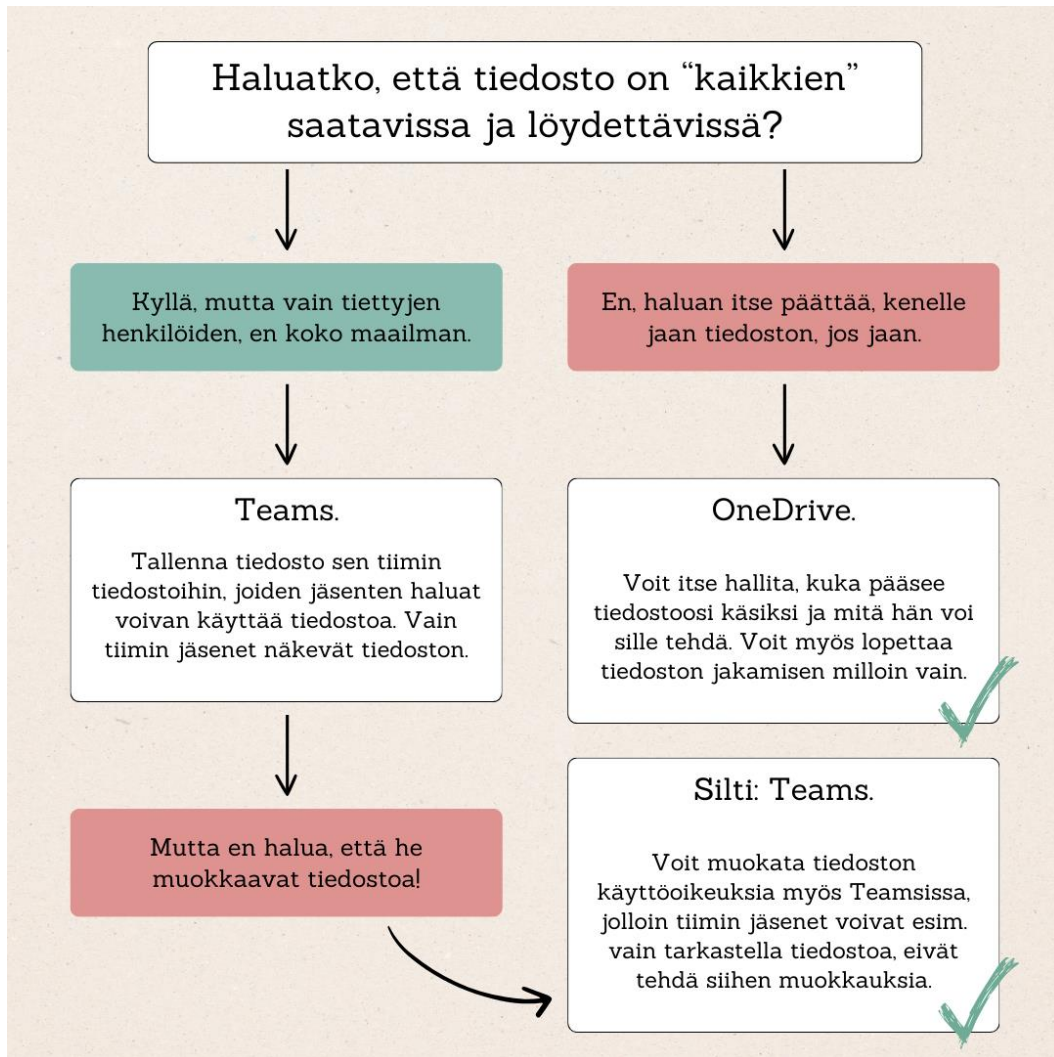 Haluatko, että tiedosto on “kaikkien”
saatavissa ja löydettävissä?
Kyllä, mutta vain tiettyjen
henkilöiden, en koko maailman.
En, haluan itse päättää, kenelle
jaan tiedoston, jos jaan.
Teams.
Tallenna tiedosto sen tiimin
tiedostoihin, joiden jäsenten haluat
voivan käyttää tiedostoa. Vain
tiimin jäsenet näkevät tiedoston.
OneDrive.
Voit itse hallita, kuka pääsee
tiedostoosi käsiksi ja mitä hän voi
sille tehdä. Voit myös lopettaa
tiedoston jakamisen milloin vain.
Mutta en halua, että he
muokkaavat tiedostoa!
Silti: Teams.
Voit muokata tiedoston
käyttöoikeuksia myös Teamsissa,
jolloin tiimin jäsenet voivat esim.
vain tarkastella tiedostoa, eivät
tehdä siihen muokkauksia.